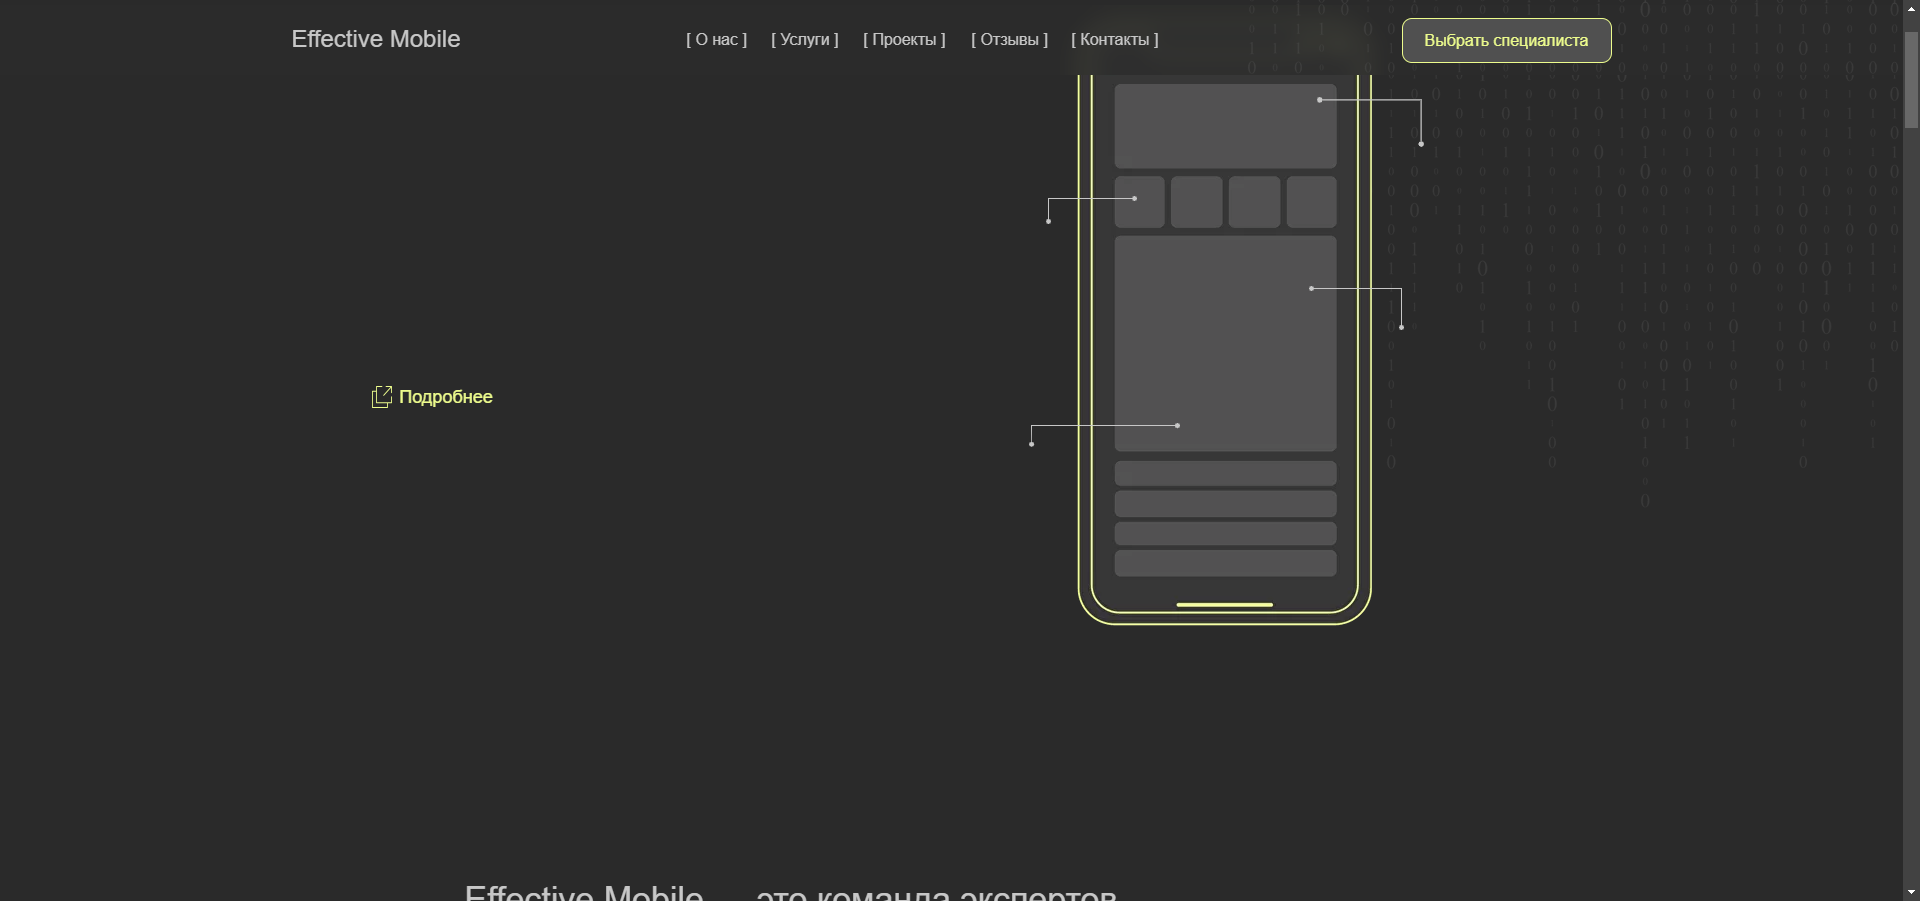 Effective Mobile
[ О нас ] [ Услуги ] [ Проекты ] [ Отзывы ] [ Контакты ]
Выбрать специалиста
Подробнее
Effective Mobile — это команда экспертов